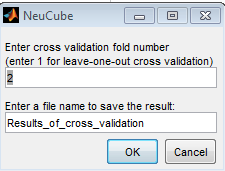 NeuCube
Enter cross validation fold number
(enter 1 for leave-one-out cross validation)
2
Enter a file name to save the result:
Results_of_cross_validation
OK Cancel